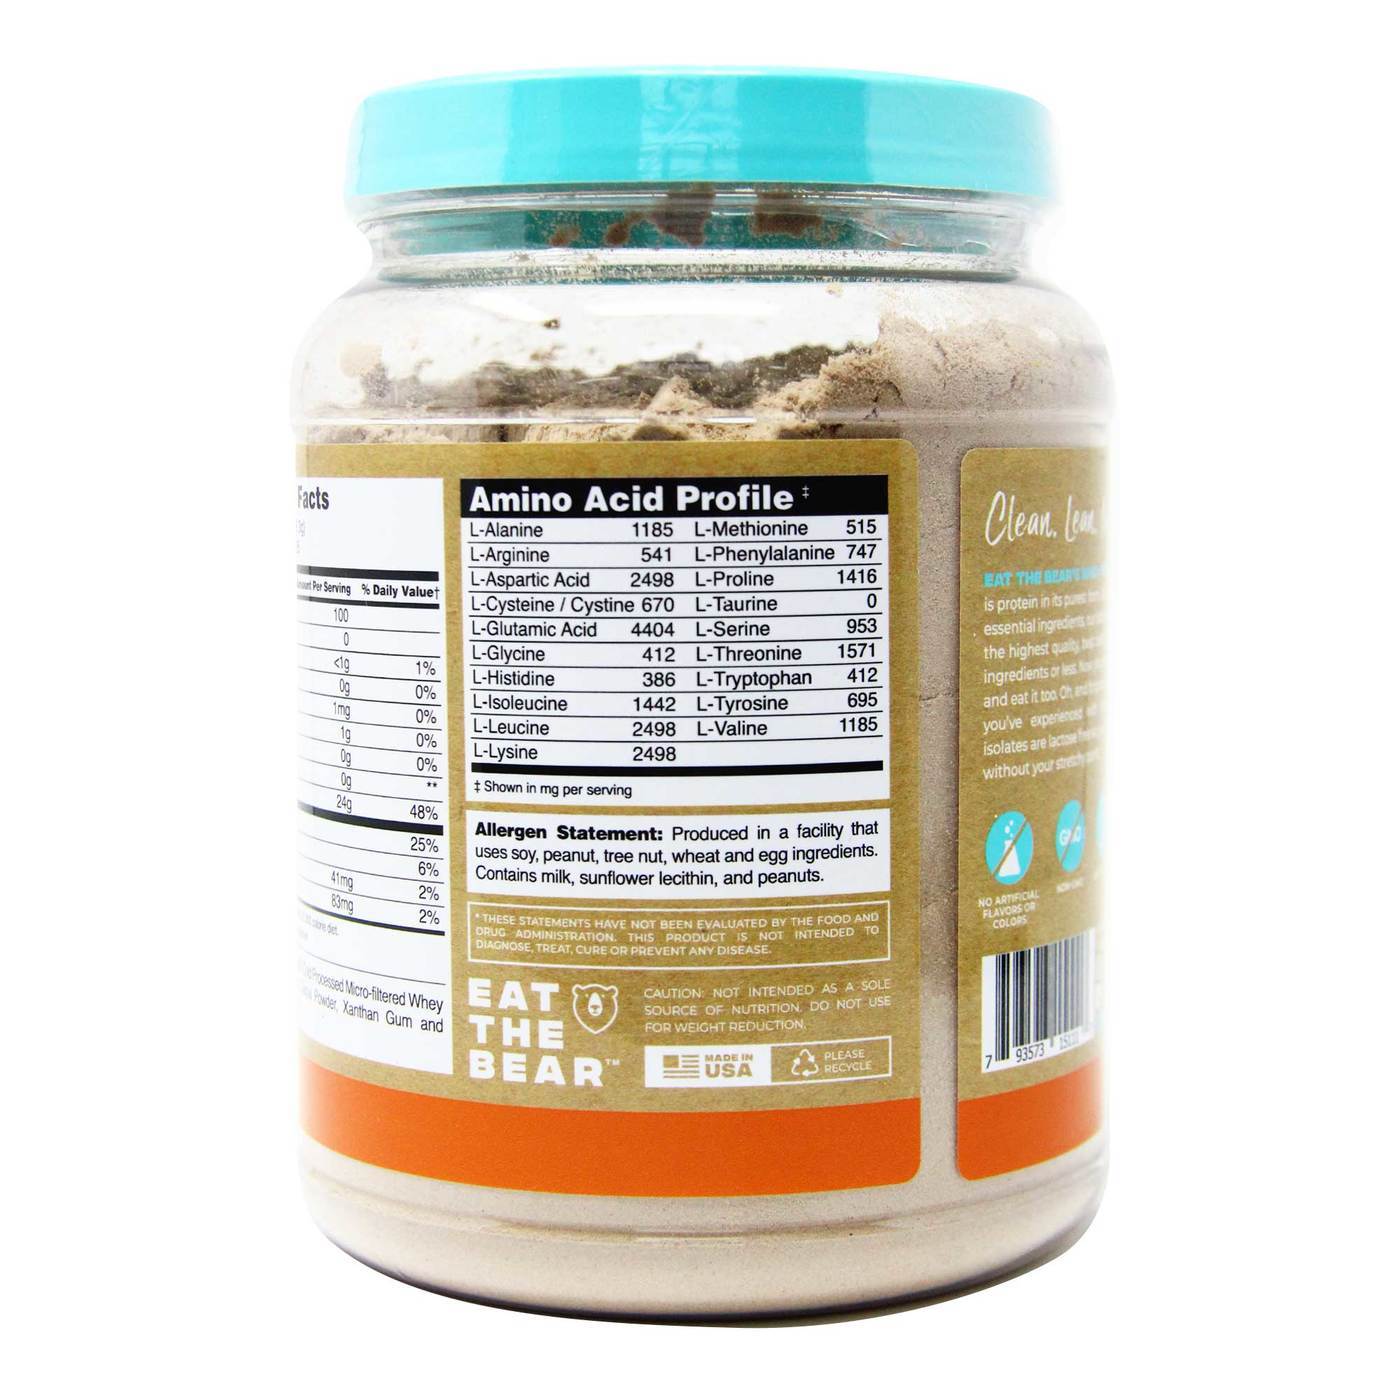 Facts
Amount Per Serving % Daily Value†
100
0
<1g 1%
0g 0%
1mg 0%
1g 0%
0g 0%
0g **
24g 48%
25%
6%
41mg 2%
83mg 2%
calorie diet.
Processed Micro-filtered Whey
Powder, Xanthan Gum and
Amino Acid Profile ‡
L-Alanine 1185 L-Methionine 515
L-Arginine 541 L-Phenylalanine 747
L-Aspartic Acid 2498 L-Proline 1416
L-Cysteine / Cystine 670 L-Taurine 0
L-Glutamic Acid 4404 L-Serine 953
L-Glycine 412 L-Threonine 1571
L-Histidine 386 L-Tryptophan 412
L-Isoleucine 1442 L-Tyrosine 695
L-Leucine 2498 L-Valine 1185
L-Lysine 2498
‡ Shown in mg per serving
Allergen Statement: Produced in a facility that
uses soy, peanut, tree nut, wheat and egg ingredients.
Contains milk, sunflower lecithin, and peanuts.
* THESE STATEMENTS HAVE NOT BEEN EVALUATED BY THE FOOD AND
DRUG ADMINISTRATION. THIS PRODUCT IS NOT INTENDED TO
DIAGNOSE, TREAT, CURE OR PREVENT ANY DISEASE.
EAT
THE
BEAR™
CAUTION: NOT INTENDED AS A SOLE
SOURCE OF NUTRITION. DO NOT USE
FOR WEIGHT REDUCTION.
MADE IN
USA
PLEASE
RECYCLE
Clean. Lean.
EAT THE BEAR'S
is protein in its purest
essential ingredients,
the highest quality,
ingredients or less.
and eat it too. Oh, and
you've experienced
isolates are lactose
without your stretchy
NO ARTIFICIAL
FLAVORS OR
COLORS
GMO
NON-GMO
7 93573